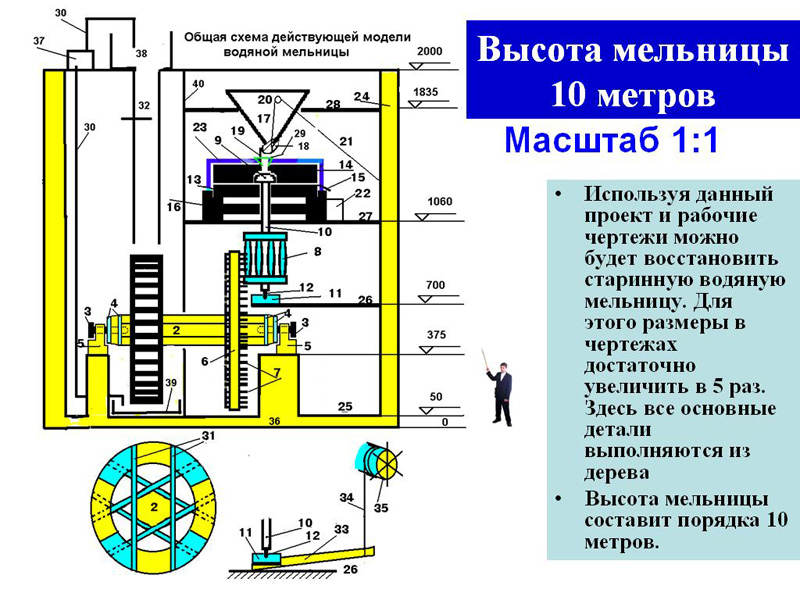 Общая схема действующей модели
водяной мельницы
Высота мельницы
10 метров
Масштаб 1:1
• Используя данный
проект и рабочие
чертежи можно
будет восстановить
старинную водяную
мельницу. Для
этого размеры в
чертежах
достаточно
увеличить в 5 раз.
Здесь все основные
детали
выполняются из
дерева
• Высота мельницы
составит порядка 10
метров.
30
37
38
40
32
30
20
17
28
24
23
19
9
29
18
21
14
15
13
22
16
27
10
8
12
11
26
3
4
2
4
3
5
5
6
7
39
25
36
2000
1835
1060
700
375
50
0
31
2
34
35
10
11
12
33
26